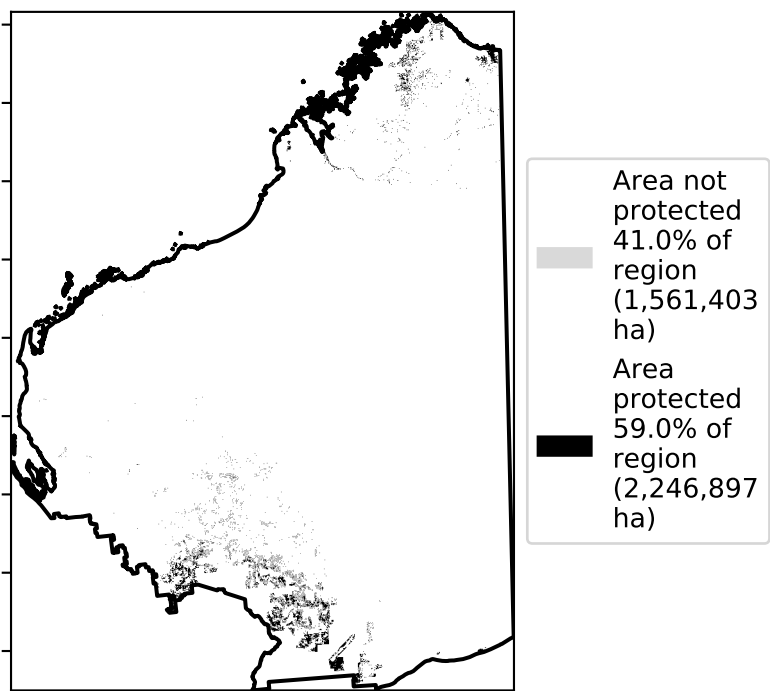 Area not
protected
41.0% of
region
(1,561,403
ha)
Area
protected
59.0% of
region
(2,246,897
ha)